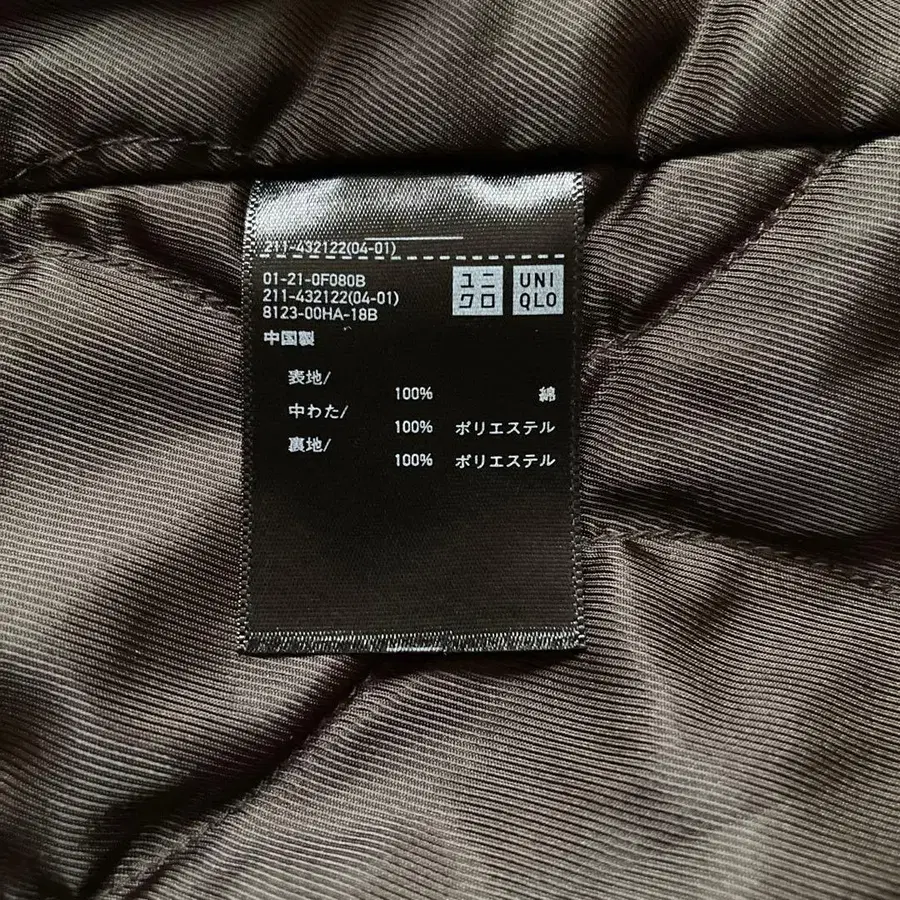 211-432122(04-01)
01-21-0F080B
211-432122(04-01)
8123-00HA-18B
ユニ
クロ
UNI
QLO
中国製
表地/
100% 綿
中わた/
100% ポリエステル
裏地/
100% ポリエステル